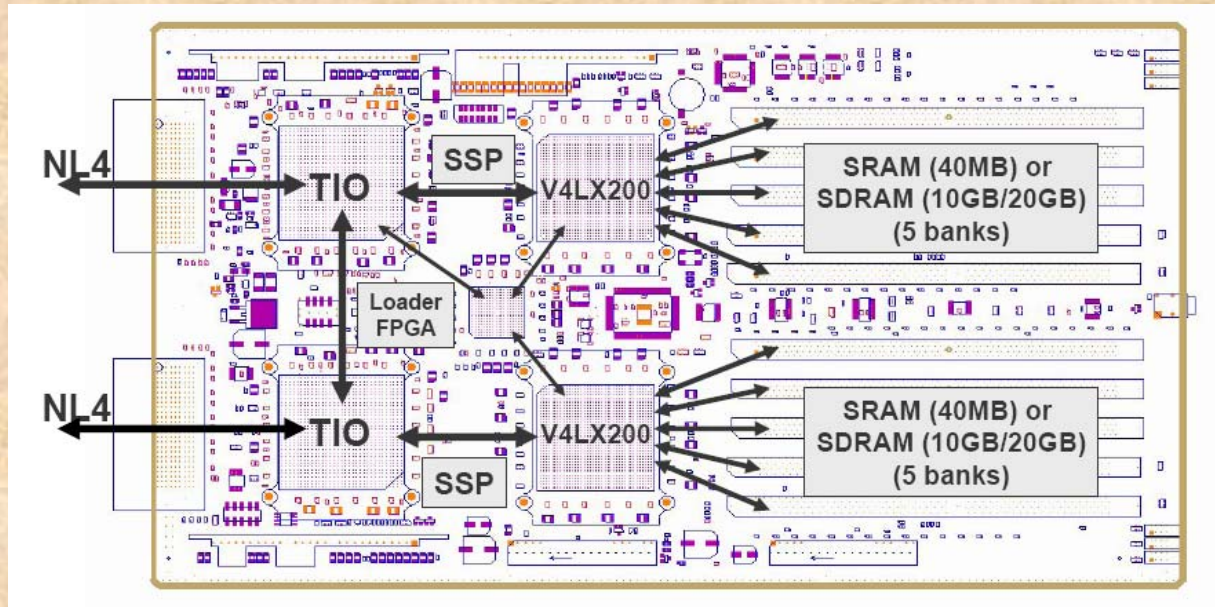 NL4
TIO
SSP
V4LX200
SRAM (40MB) or
SDRAM (10GB/20GB)
(5 banks)
Loader
FPGA
NL4
TIO
SSP
V4LX200
SRAM (40MB) or
SDRAM (10GB/20GB)
(5 banks)